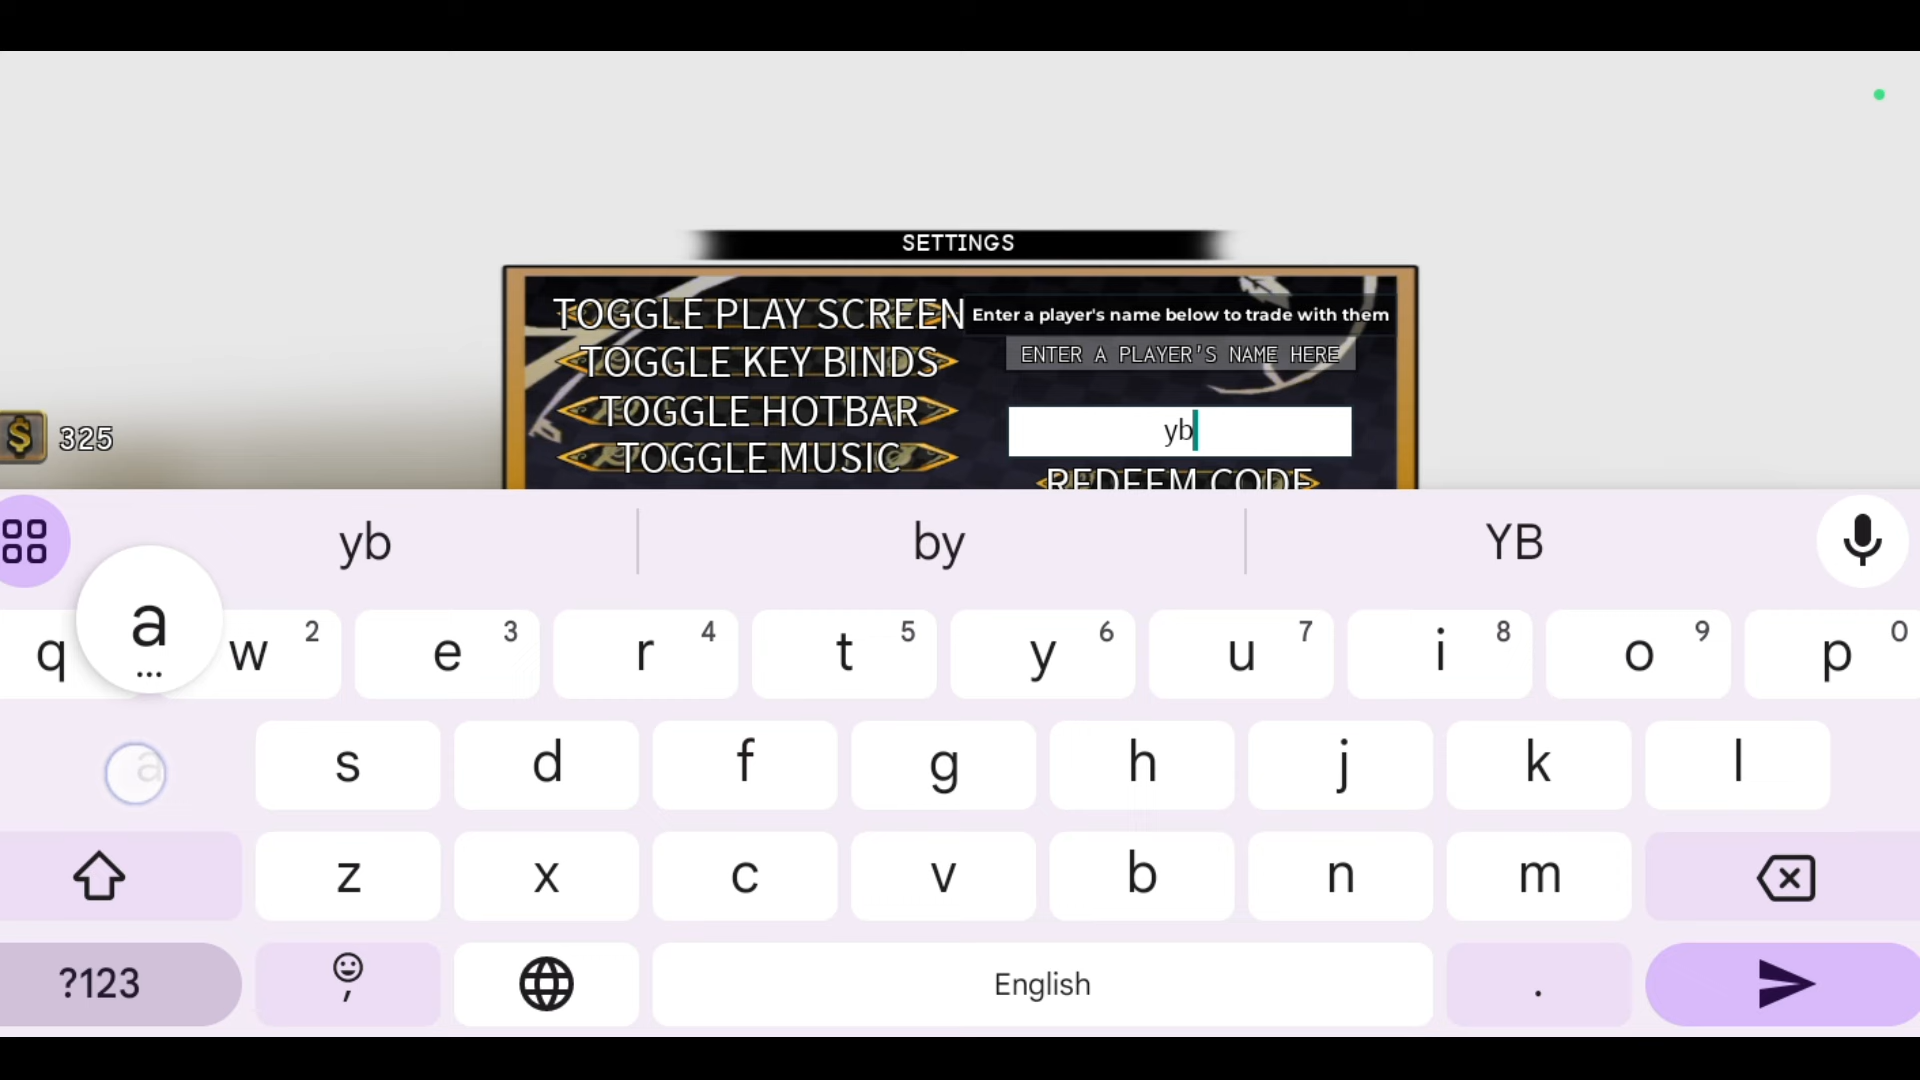 SETTINGS
TOGGLE PLAY SCREEN
Enter a player's name below to trade with them
TOGGLE KEY BINDS
ENTER A PLAYER'S NAME HERE
TOGGLE HOTBAR
yb
325
TOGGLE MUSIC
REDEEM CODE
yb by YB
a
...
q w 2 e 3 r 4 t 5 y 6 u 7 i 8 o 9 p 0
a s d f g h j k l
z x c v b n m
?123 , English .